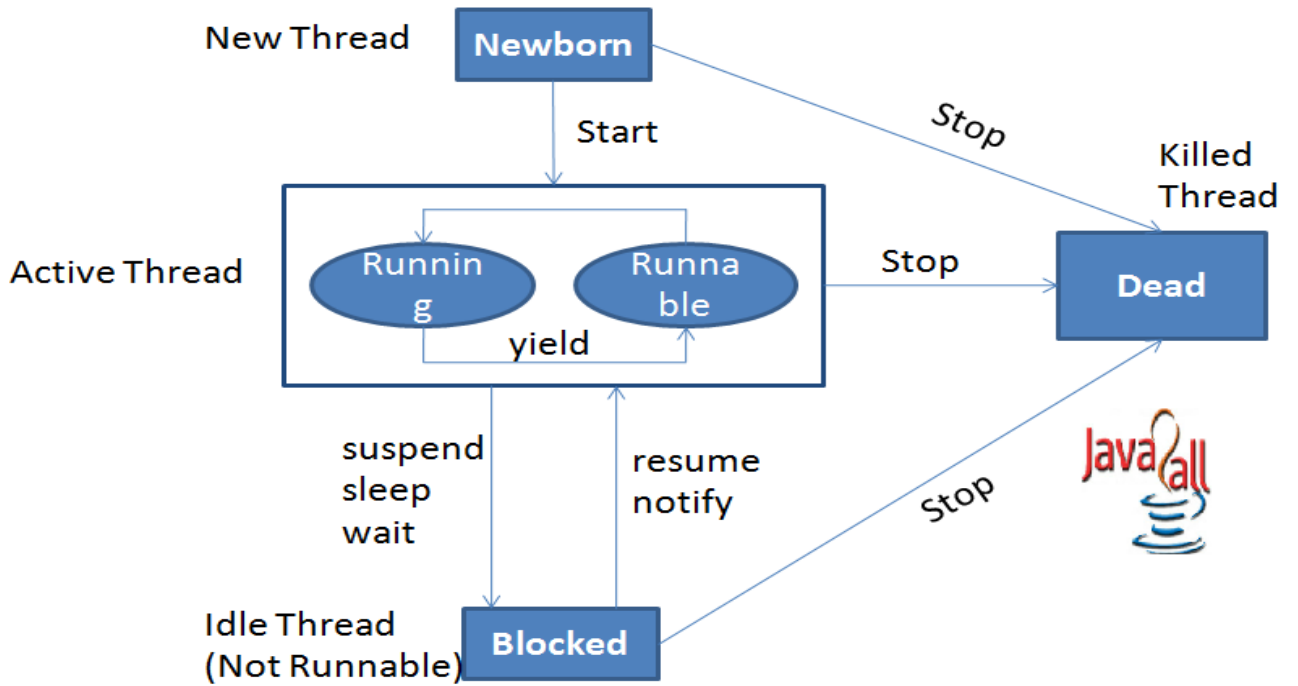 New Thread
Newborn
Start
Stop
Killed
Thread
Active Thread
Runnin
g
Runna
ble
yield
Stop
Dead
suspend
sleep
wait
resume
notify
Stop
Java2all
Idle Thread
(Not Runnable)
Blocked